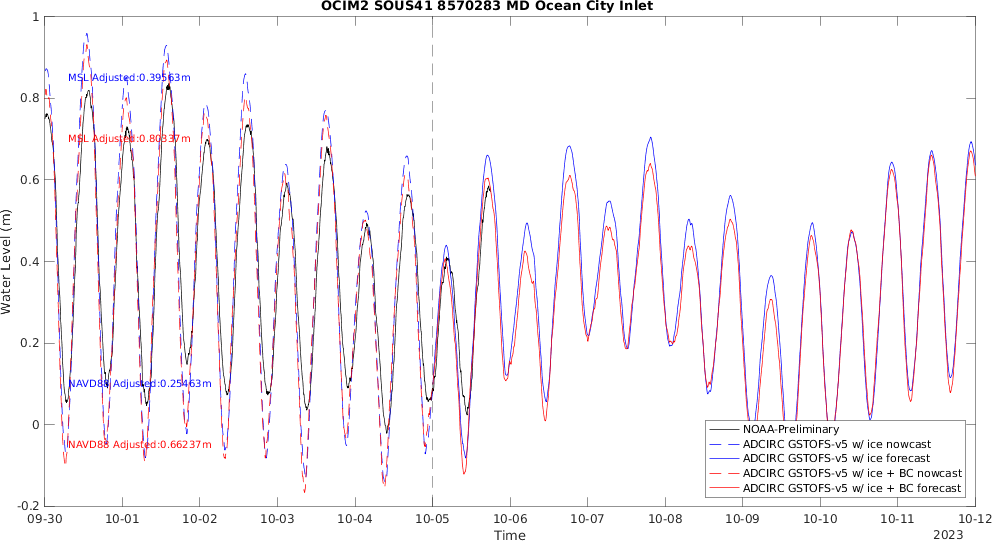 OCIM2 SOUS41 8570283 MD Ocean City Inlet
Water Level (m)
1
0.8
0.6
0.4
0.2
0
-0.2
MSL Adjusted:0.39563m
MSL Adjusted:0.80337m
NAVD88 Adjusted:0.25463m
NAVD88 Adjusted:0.66237m
NOAA-Preliminary
ADCIRC GSTOFS-v5 w/ ice nowcast
ADCIRC GSTOFS-v5 w/ ice forecast
ADCIRC GSTOFS-v5 w/ ice + BC nowcast
ADCIRC GSTOFS-v5 w/ ice + BC forecast
09-30 10-01 10-02 10-03 10-04 10-05 10-06 10-07 10-08 10-09 10-10 10-11 10-12
Time
2023